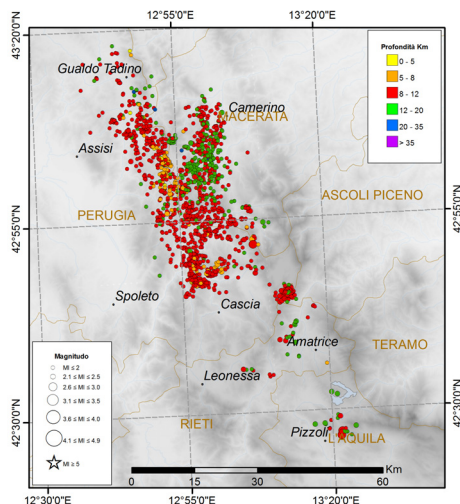 12°55'0"E
13°20'0"E
43°20'0"N
Profondità Km
0 - 5
5 - 8
8 - 12
12 - 20
20 - 35
> 35
Gualdo Tadino
Camerino
MACERATA
Assisi
ASCOLI PICENO
PERUGIA
42°55'0"N
42°55'0"N
Spoleto
Cascia
Amatrice
TERAMO
Leonessa
Magnitudo
Ml ≤ 2
2.1 ≤ Ml ≤ 2.5
2.6 ≤ Ml ≤ 3.0
3.1 ≤ Ml ≤ 3.5
3.6 ≤ Ml ≤ 4.0
4.1 ≤ Ml ≤ 4.9
Ml ≥ 5
42°30'0"N
42°30'0"N
RIETI
Pizzoli
L'AQUILA
Km
0 15 30 60
12°30'0"E
12°55'0"E
13°20'0"E